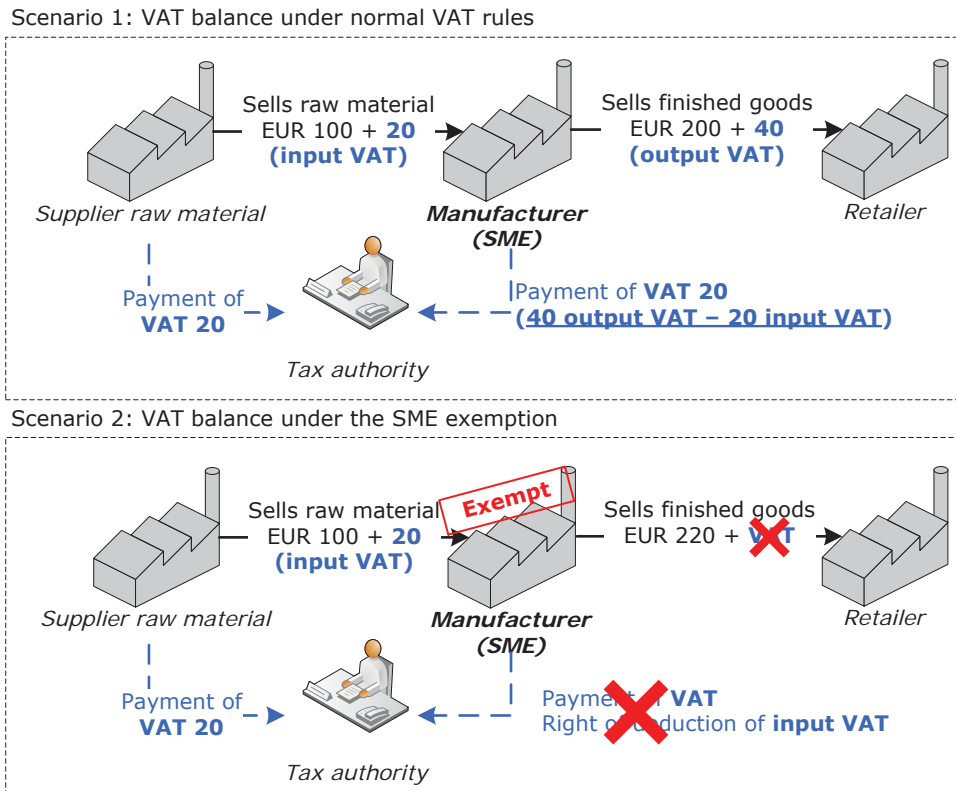 Scenario 1: VAT balance under normal VAT rules
Sells raw material
EUR 100 + 20
(input VAT)
Sells finished goods
EUR 200 + 40
(output VAT)
Supplier raw material
Manufacturer
(SME)
Retailer
Payment of
VAT 20
Payment of VAT 20
(40 output VAT – 20 input VAT)
Tax authority
Scenario 2: VAT balance under the SME exemption
Sells raw material
EUR 100 + 20
(input VAT)
Exempt
Sells finished goods
EUR 220 + VAT
Supplier raw material
Manufacturer
(SME)
Retailer
Payment of
VAT 20
Payment of VAT
Right of deduction of input VAT
Tax authority